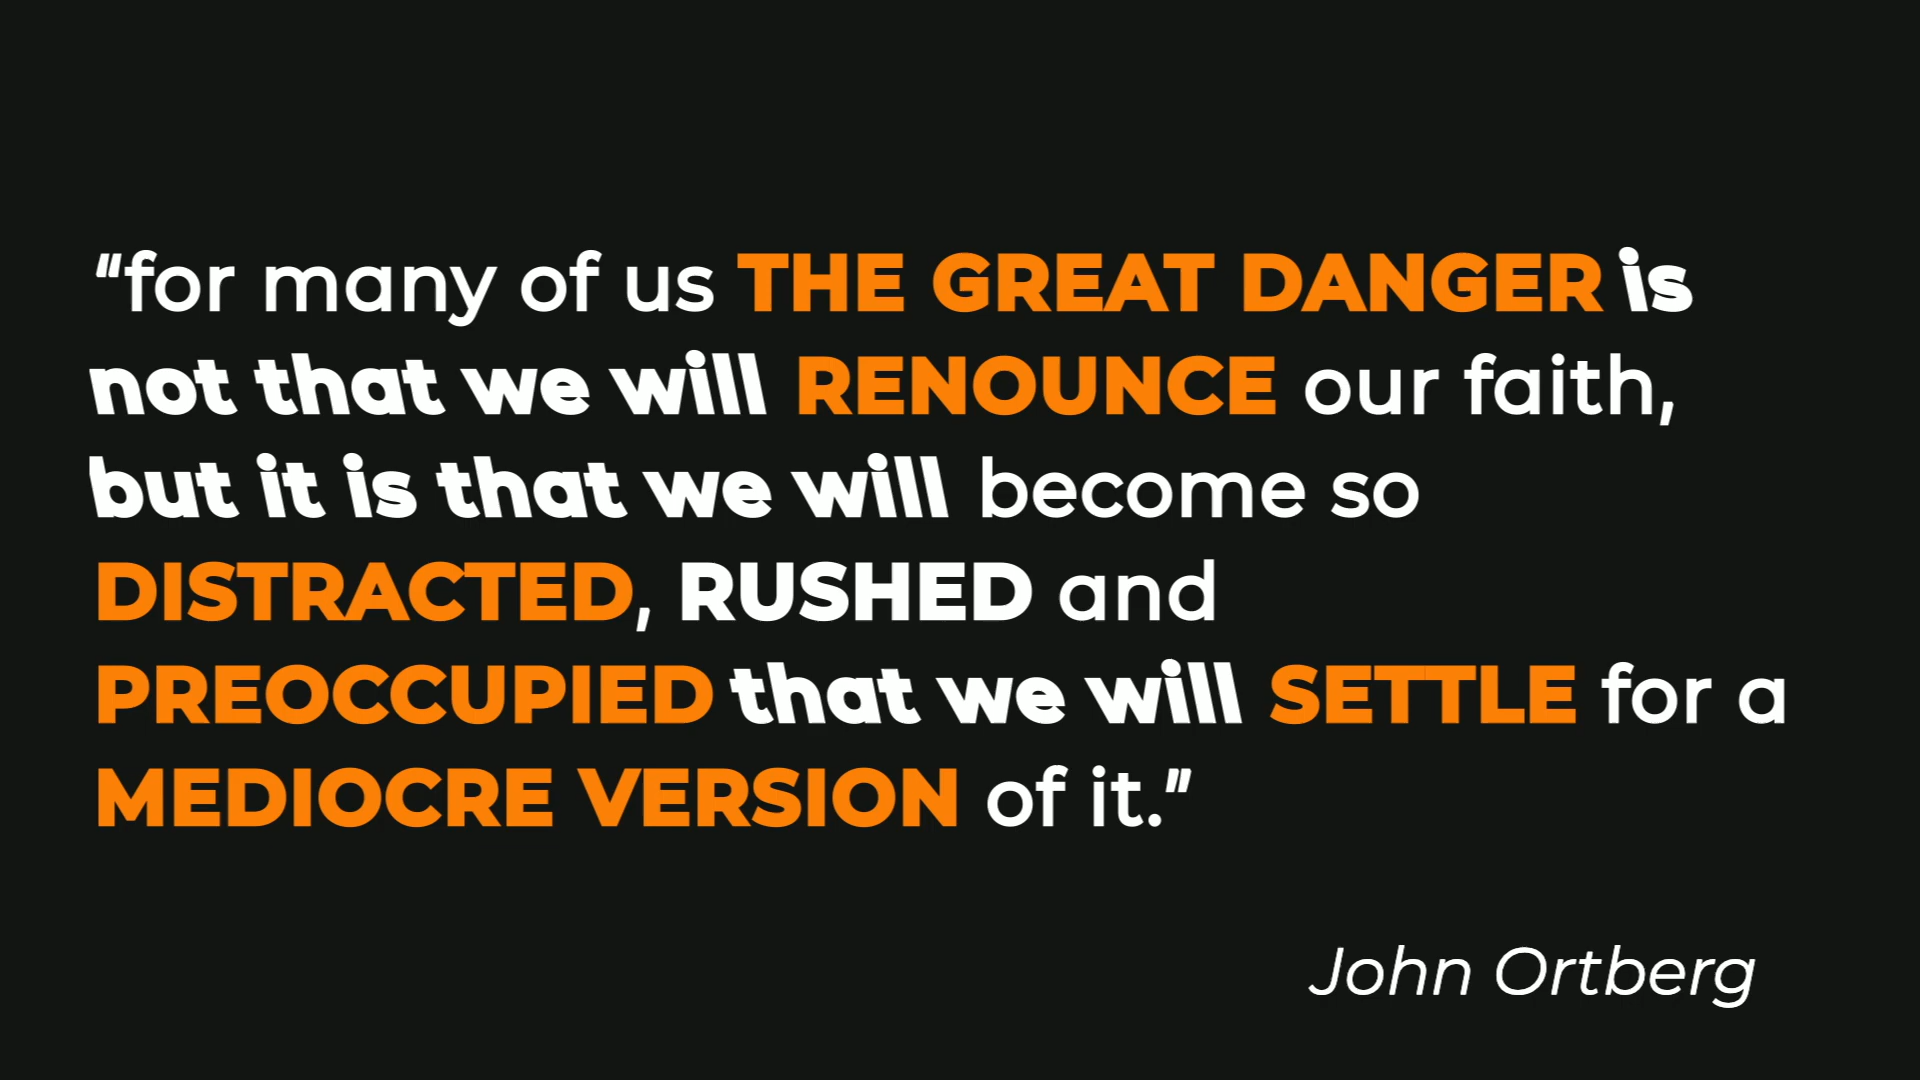 "for many of us THE GREAT DANGER is
not that we will RENOUNCE our faith,
but it is that we will become so
DISTRACTED, RUSHED and
PREOCCUPIED that we will SETTLE for a
MEDIOCRE VERSION of it."
John Ortberg